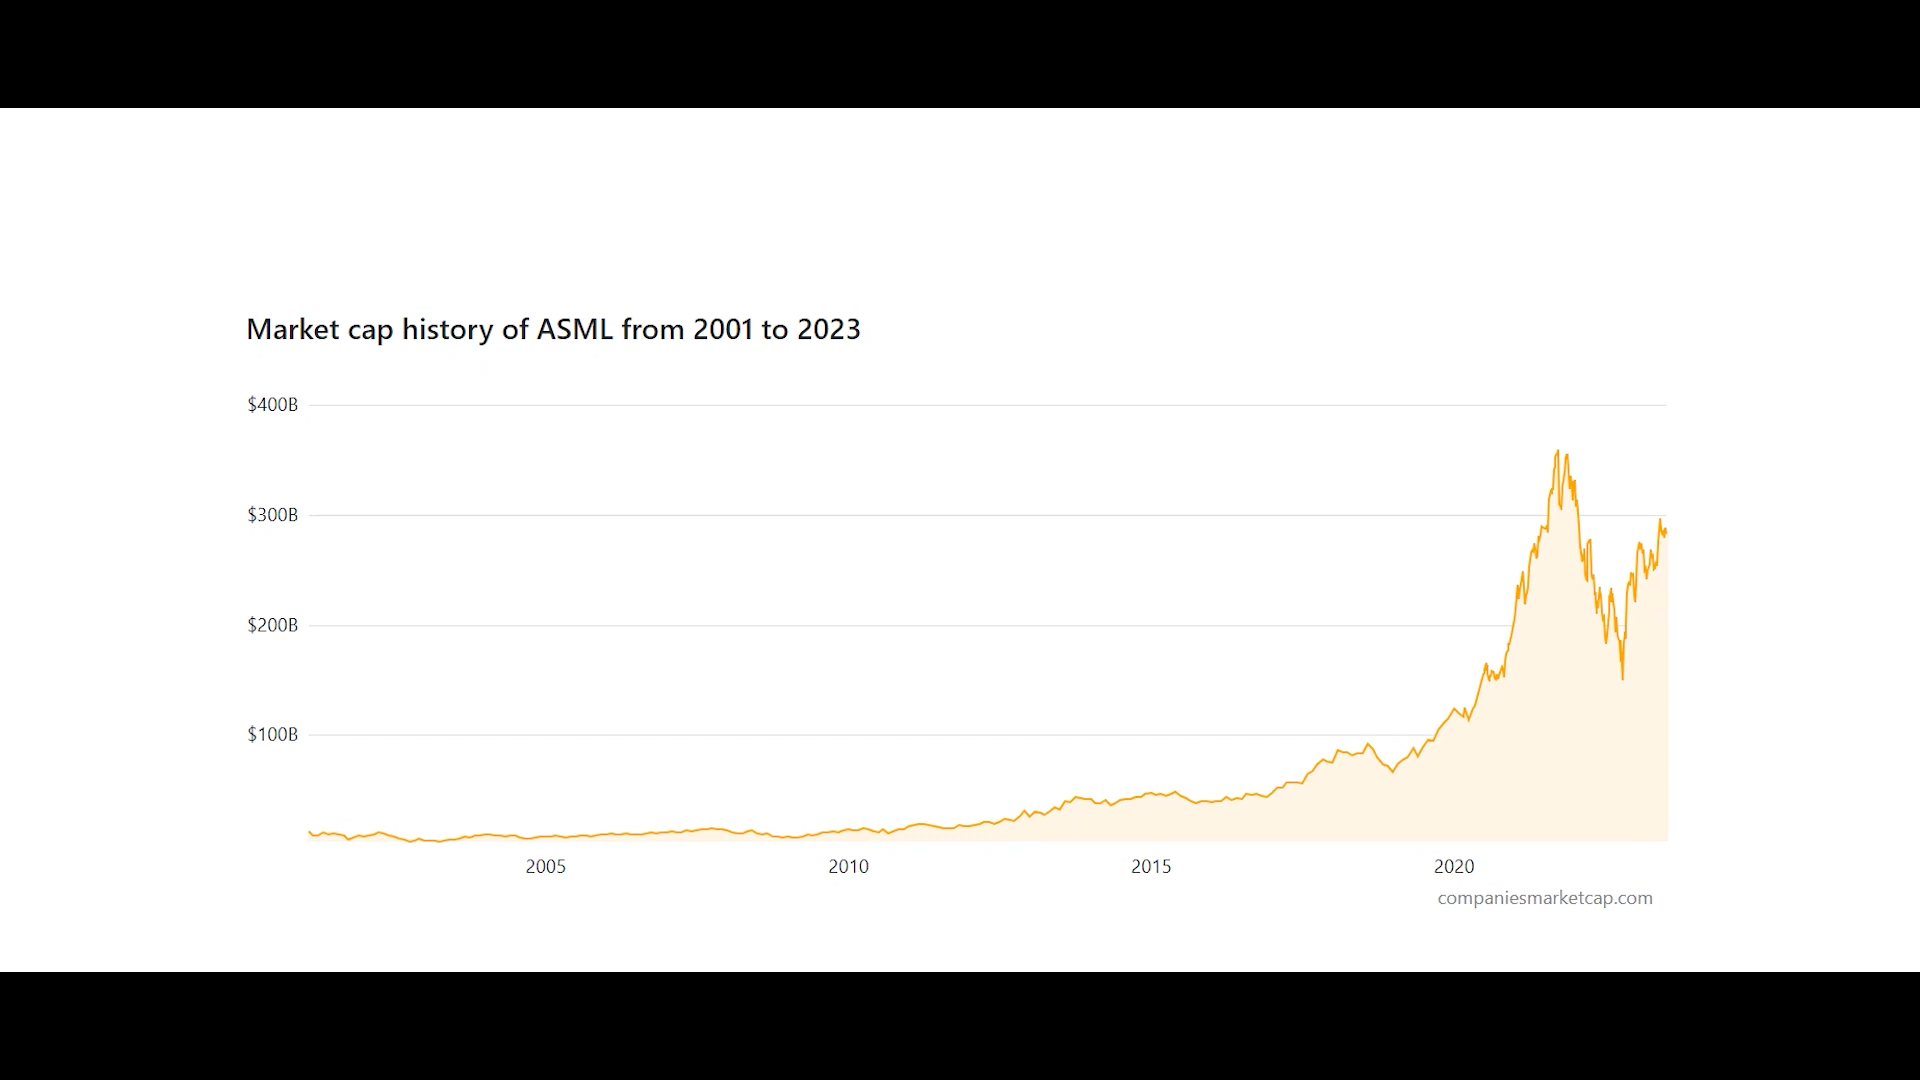 Market cap history of ASML from 2001 to 2023
$400B
$300B
$200B
$100B
2005 2010 2015 2020
companiesmarketcap.com